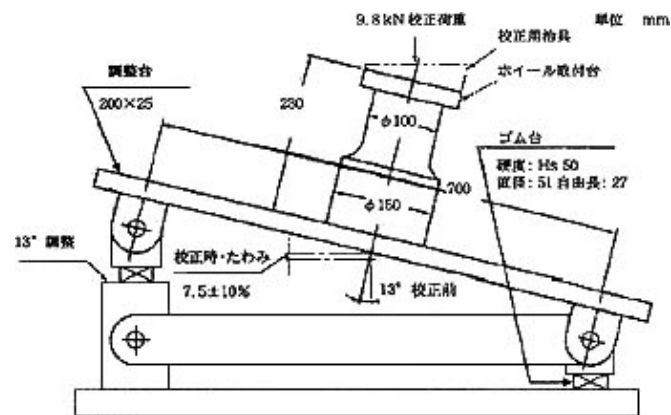 9.8kN 校正荷重
単位 mm
校正用治具
調整台
ホイール取付台
230
200×25
φ100
ゴム台
硬度: Hs 50
直径: 51 自由長: 27
700
φ150
13° 調整
校正時・たわみ
13° 校正前
7.5±10%